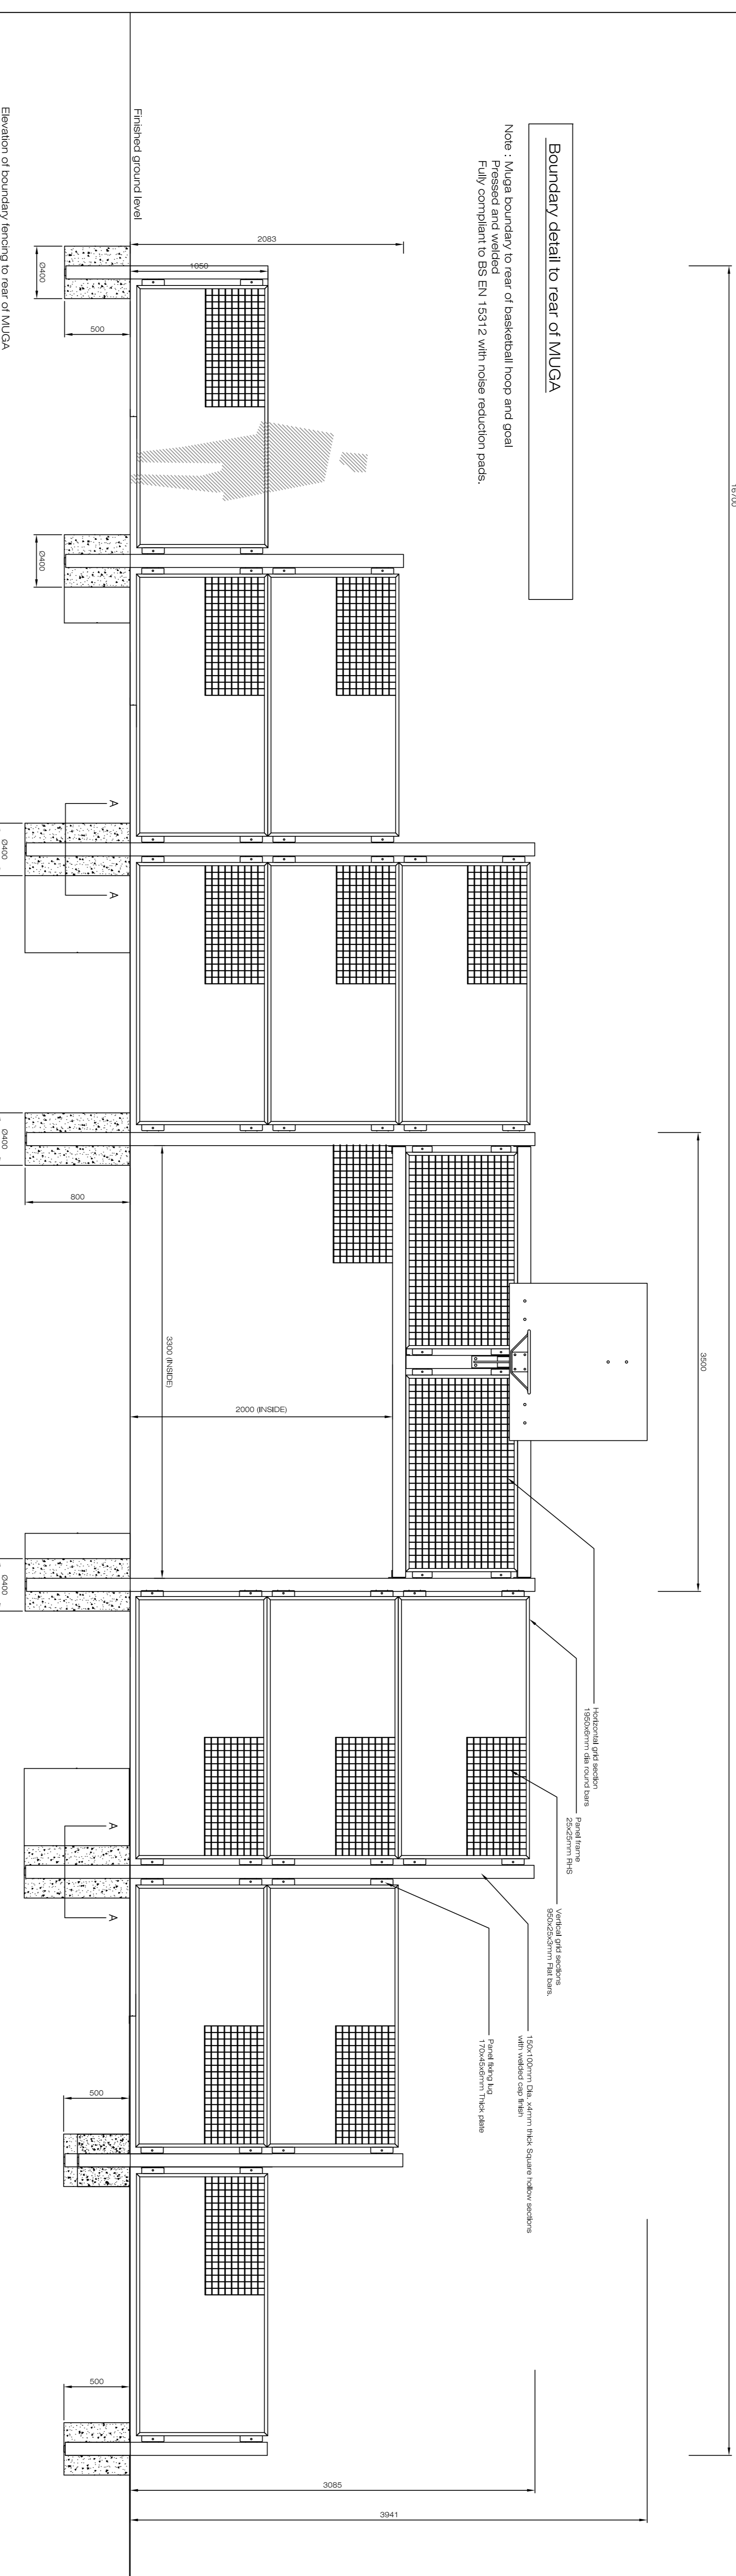 Boundary detail to rear of MUGA
Note : Muga boundary to rear of basketball hoop and goal
Pressed and welded
Fully compliant to BS EN 15312 with noise reduction pads.
16700
3500
Horizontal grid section
1950x6mm dia round bars
Panel frame
25x25mm RHS
Vertical grid sections
950x25x3mm Flat bars.
150x100mm Dia. x4mm thick Square hollow sections
with welded cap finish
Panel fixing lug
170x45x6mm Thick plate
2083
1050
2000 (INSIDE)
3300 (INSIDE)
3085
3941
Finished ground level
A
A
A
A
500
800
500
500
Ø400
Ø400
Ø400
Ø400
Ø400
Elevation of boundary fencing to rear of MUGA